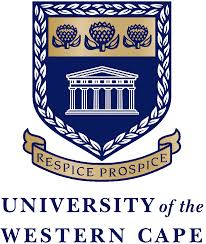 RESPICE PROSPICE
UNIVERSITY of the
WESTERN CAPE